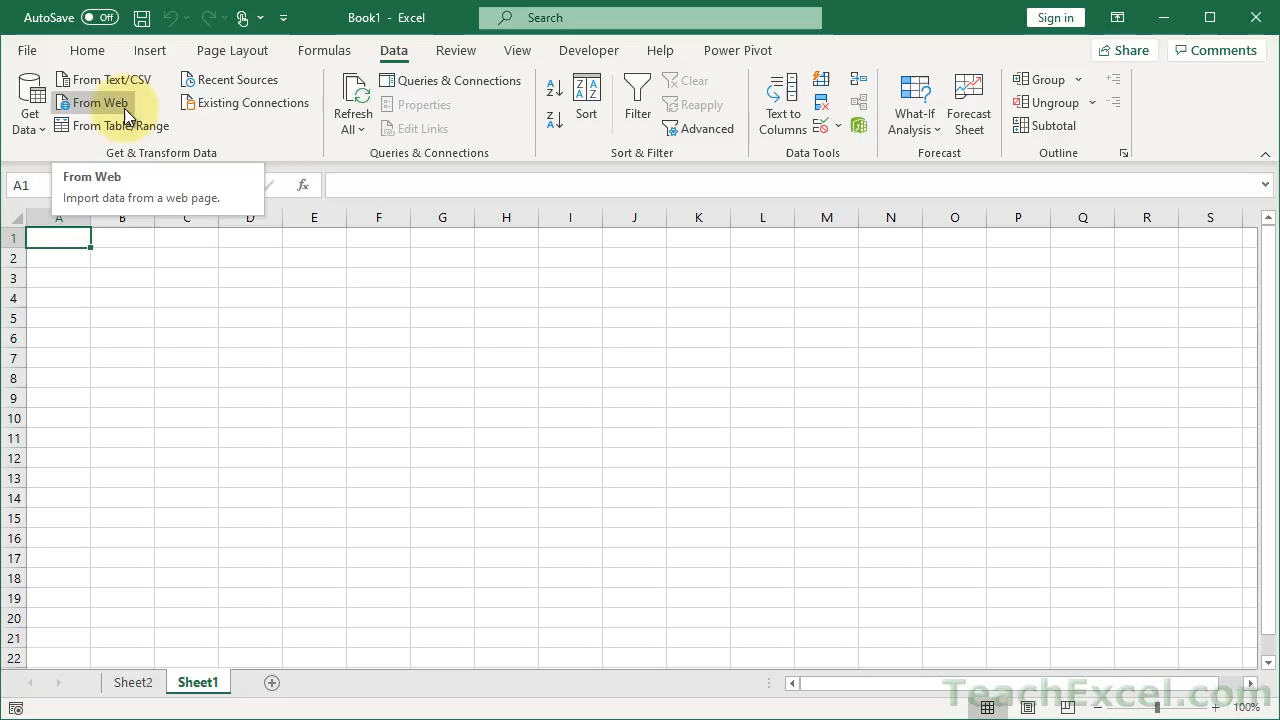 AutoSave Off Book1 - Excel Search Sign in
File Home Insert Page Layout Formulas Data Review View Developer Help Power Pivot Share Comments
Get Data
From Text/CSV
From Web
From Table/Range
Recent Sources
Existing Connections
Get & Transform Data
Refresh All
Queries & Connections
Properties
Edit Links
Queries & Connections
Sort
Filter
Clear
Reapply
Advanced
Sort & Filter
Text to Columns
Data Tools
What-If Analysis
Forecast Sheet
Forecast
Group
Ungroup
Subtotal
Outline
A1 fx
From Web
Import data from a web page.
A B C D E F G H I J K L M N O P Q R S
1
2
3
4
5
6
7
8
9
10
11
12
13
14
15
16
17
18
19
20
21
22
Sheet2 Sheet1
TeachExcel.com
100%